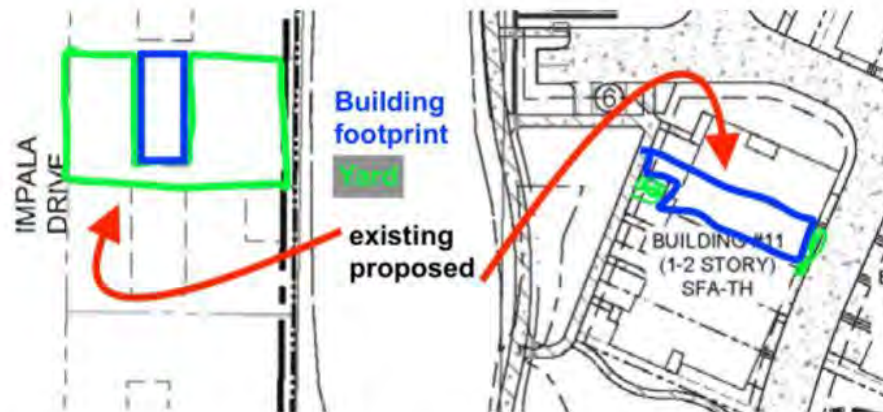 IMPALA
DRIVE
Building
footprint
Yard
existing
proposed
6
BUILDING #11
(1-2 STORY)
SFA-TH